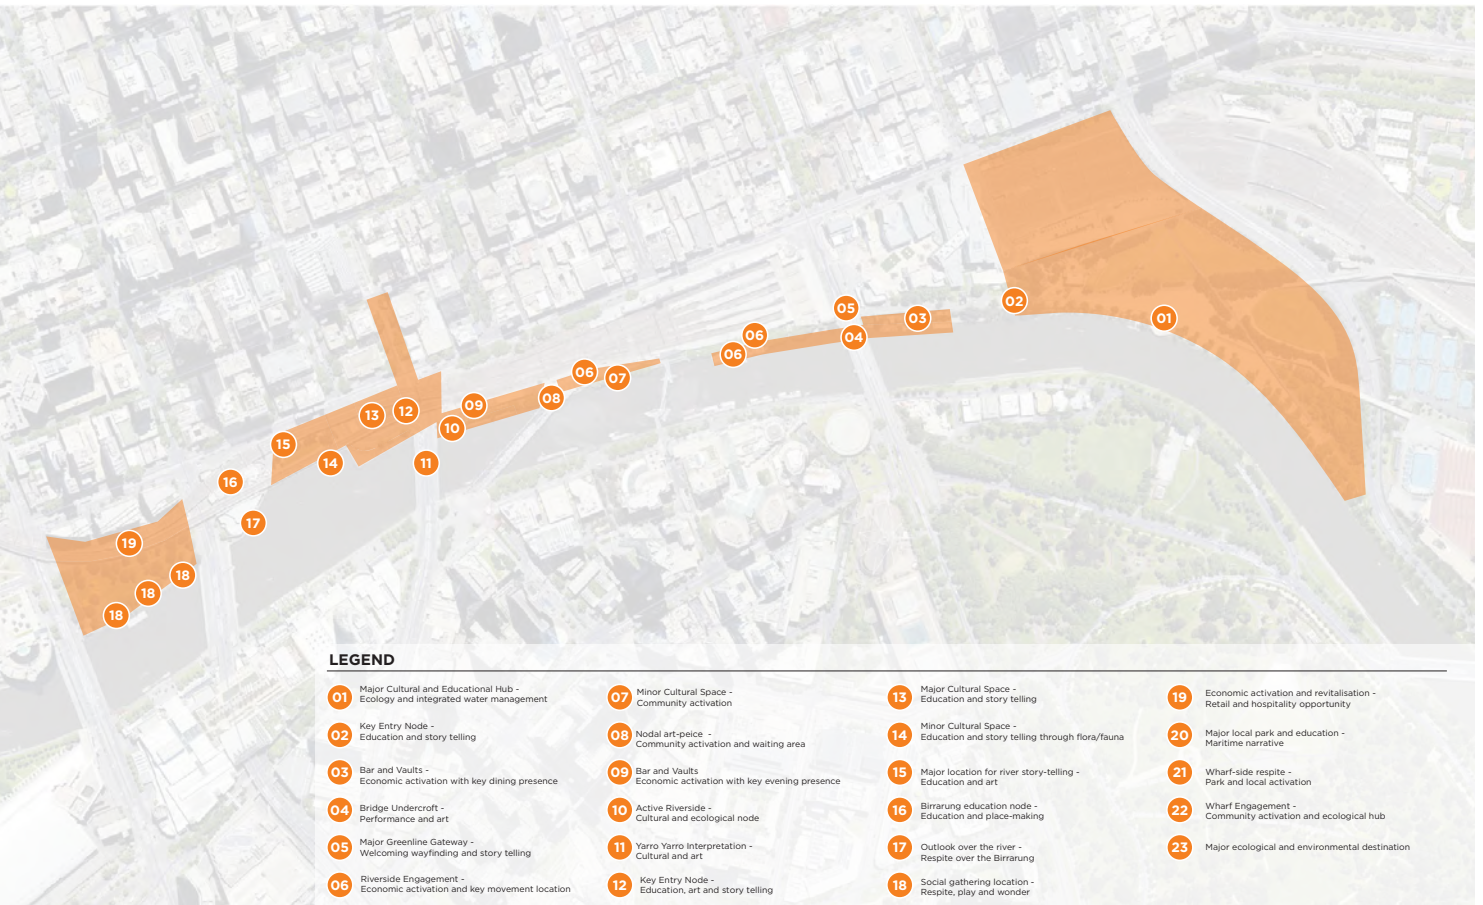 05
03
02
01
06
04
06
06
07
08
09
13
12
10
15
14
11
16
17
19
18
18
18
LEGEND
01 Major Cultural and Educational Hub -
Ecology and integrated water management
02 Key Entry Node -
Education and story telling
03 Bar and Vaults -
Economic activation with key dining presence
04 Bridge Undercroft -
Performance and art
05 Major Greenline Gateway -
Welcoming wayfinding and story telling
06 Riverside Engagement -
Economic activation and key movement location
07 Minor Cultural Space -
Community activation
08 Nodal art-peice -
Community activation and waiting area
09 Bar and Vaults
Economic activation with key evening presence
10 Active Riverside -
Cultural and ecological node
11 Yarro Yarro Interpretation -
Cultural and art
12 Key Entry Node -
Education, art and story telling
13 Major Cultural Space -
Education and story telling
14 Minor Cultural Space -
Education and story telling through flora/fauna
15 Major location for river story-telling -
Education and art
16 Birrarung education node -
Education and place-making
17 Outlook over the river -
Respite over the Birrarung
18 Social gathering location -
Respite, play and wonder
19 Economic activation and revitalisation -
Retail and hospitality opportunity
20 Major local park and education -
Maritime narrative
21 Wharf-side respite -
Park and local activation
22 Wharf Engagement -
Community activation and ecological hub
23 Major ecological and environmental destination